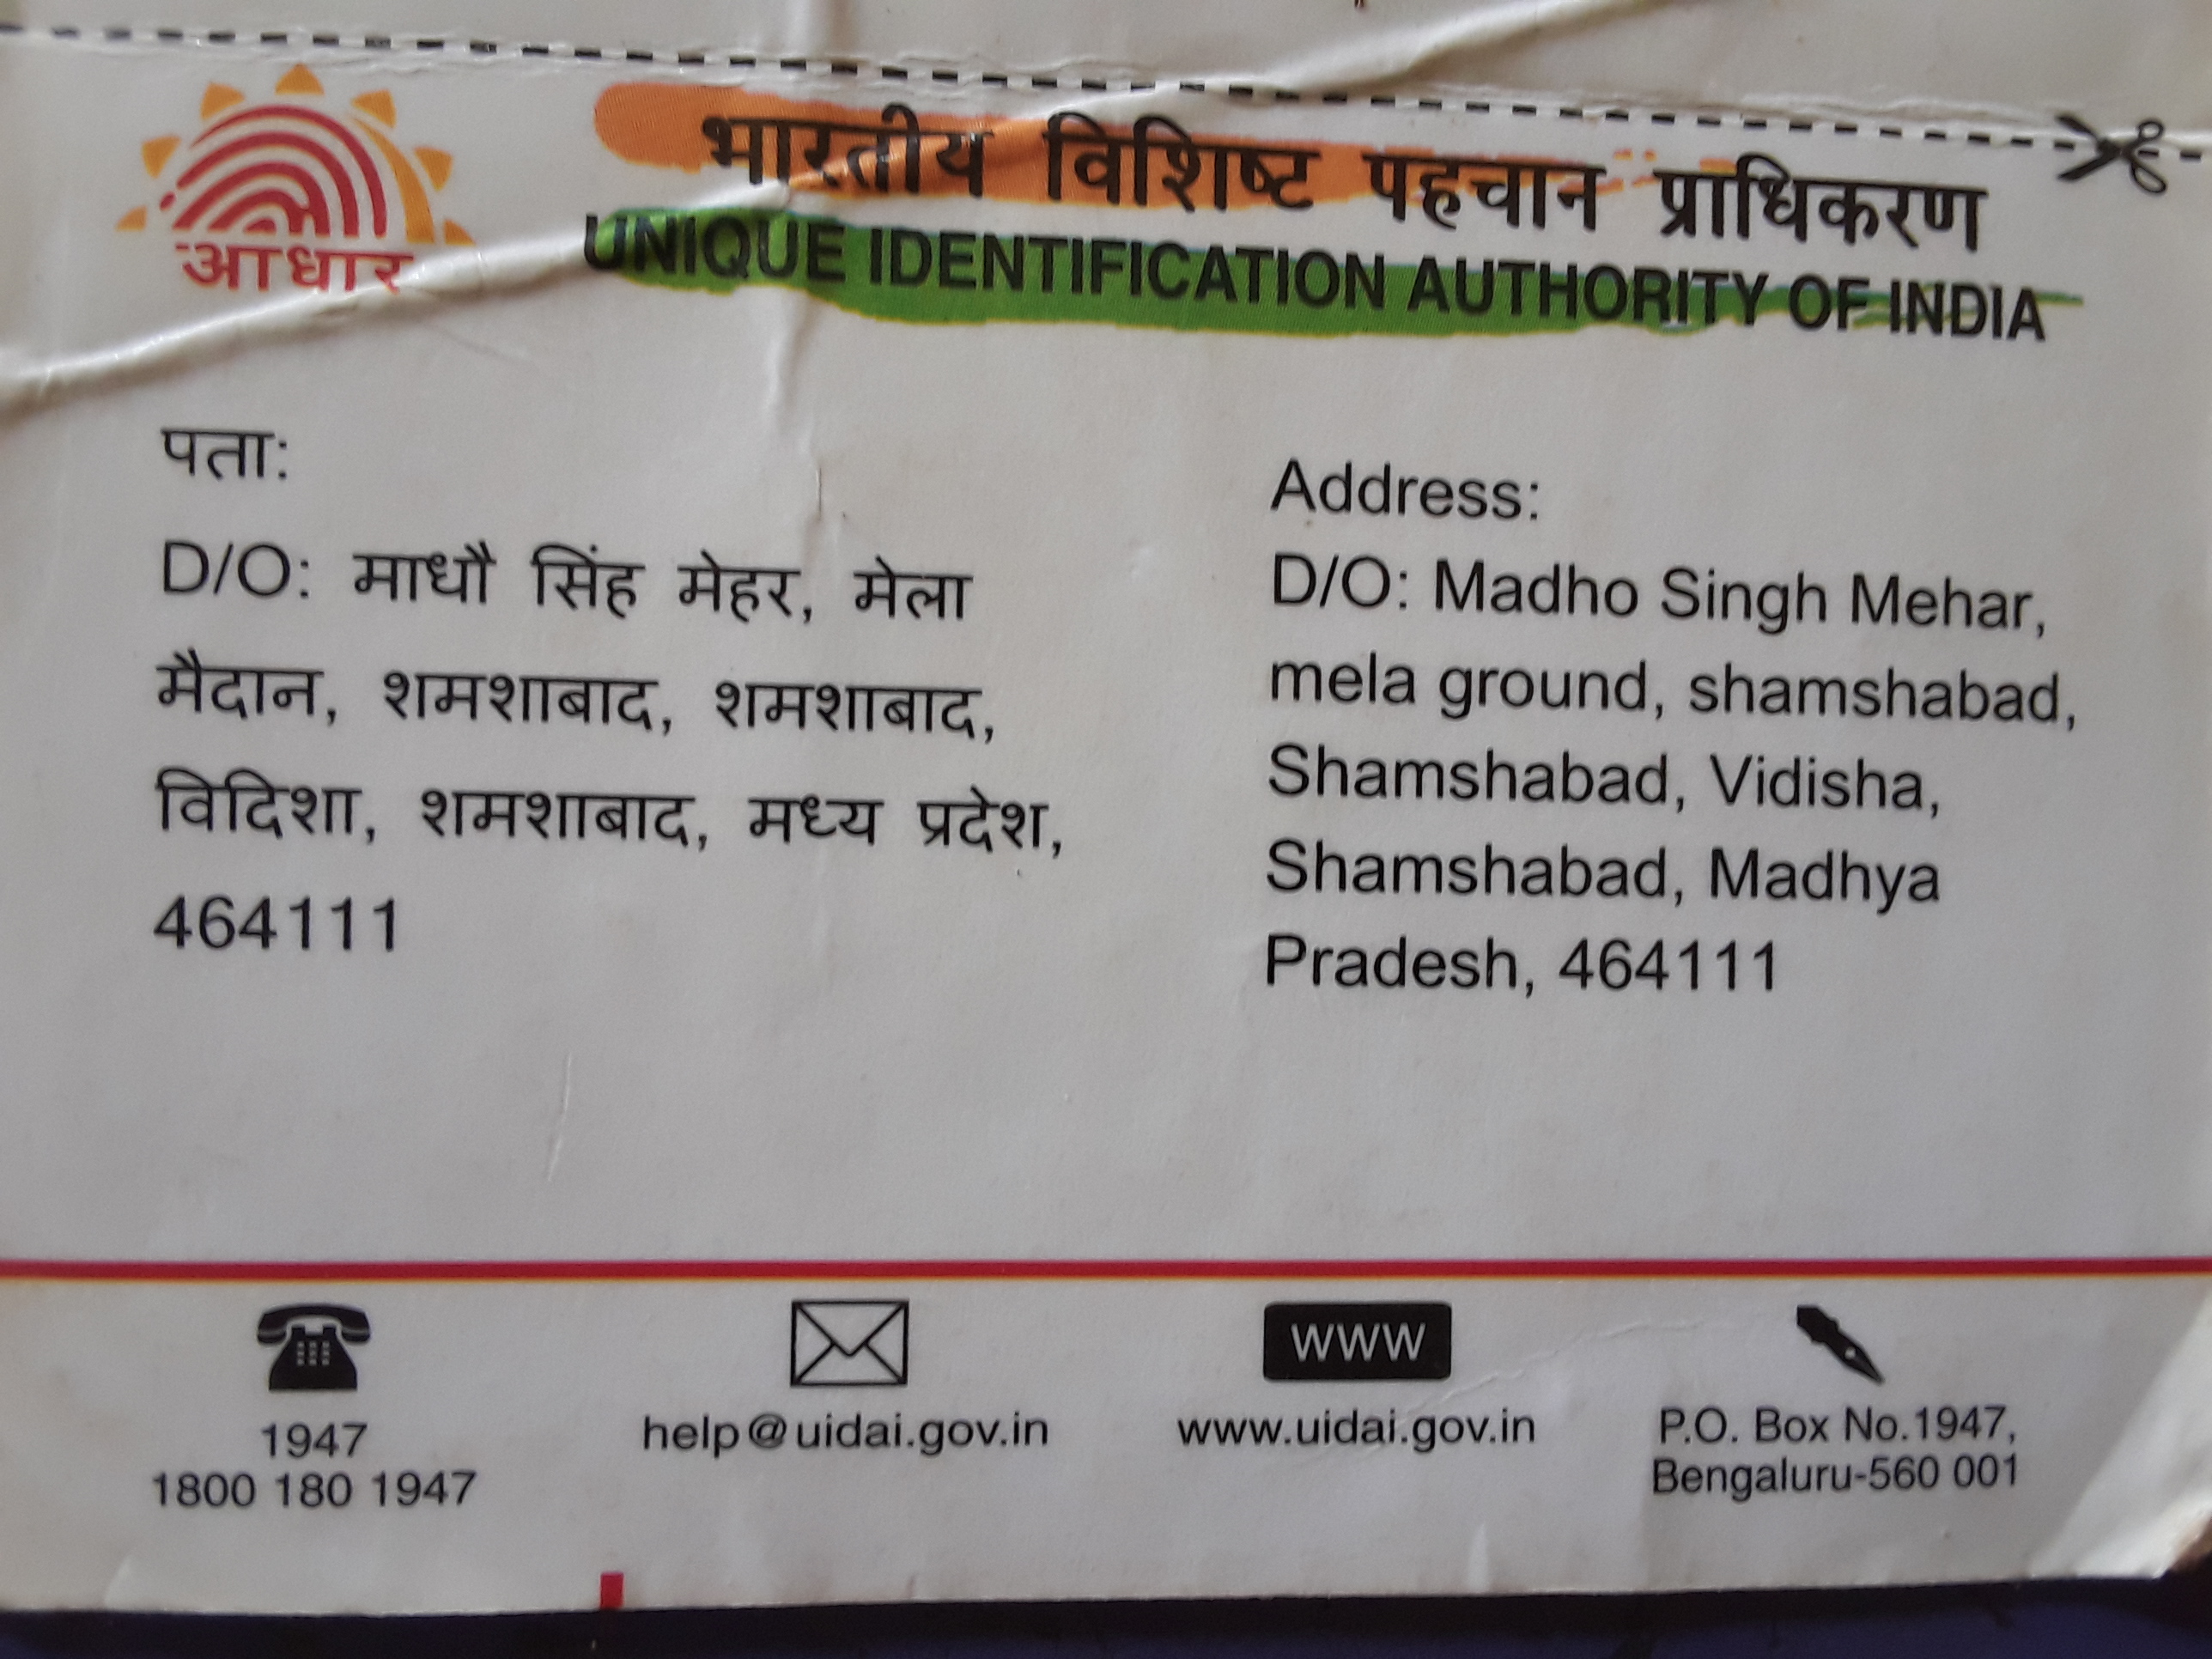 आधार
भारतीय विशिष्ट पहचान प्राधिकरण
UNIQUE IDENTIFICATION AUTHORITY OF INDIA
पता:
D/O: माधौ सिंह मेहर, मेला
मैदान, शमशाबाद, शमशाबाद,
विदिशा, शमशाबाद, मध्य प्रदेश,
464111
Address:
D/O: Madho Singh Mehar,
mela ground, shamshabad,
Shamshabad, Vidisha,
Shamshabad, Madhya
Pradesh, 464111
1947
1800 180 1947
help@uidai.gov.in
www
www.uidai.gov.in
P.O. Box No.1947,
Bengaluru-560 001